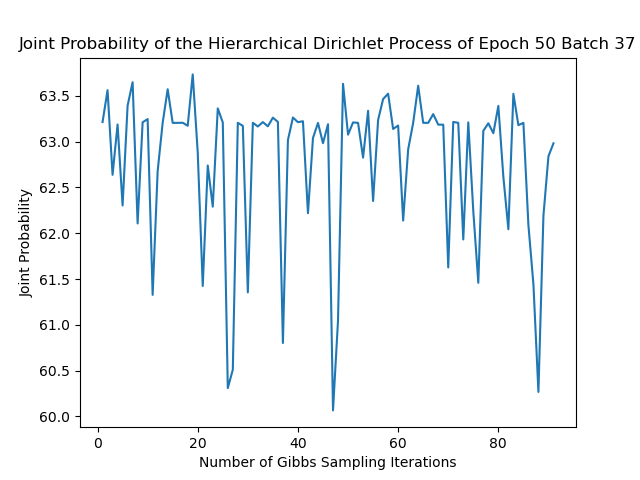 Joint Probability of the Hierarchical Dirichlet Process of Epoch 50 Batch 37
63.5
63.0
62.5
62.0
61.5
61.0
60.5
60.0
Joint Probability
0 20 40 60 80
Number of Gibbs Sampling Iterations